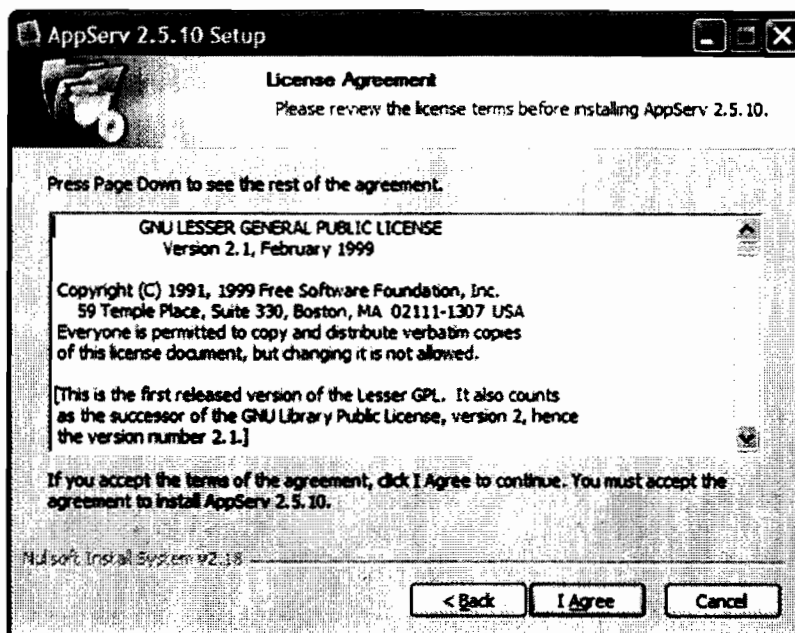 AppServ 2.5.10 Setup
License Agreement
Please review the license terms before installing AppServ 2.5.10.
Press Page Down to see the rest of the agreement.
GNU LESSER GENERAL PUBLIC LICENSE
Version 2.1, February 1999
Copyright (C) 1991, 1999 Free Software Foundation, Inc.
59 Temple Place, Suite 330, Boston, MA 02111-1307 USA
Everyone is permitted to copy and distribute verbatim copies
of this license document, but changing it is not allowed.
[This is the first released version of the Lesser GPL. It also counts
as the successor of the GNU Library Public License, version 2, hence
the version number 2.1.]
If you accept the terms of the agreement, click I Agree to continue. You must accept the
agreement to install AppServ 2.5.10.
Nullsoft Install System v2.18
< Back I Agree Cancel